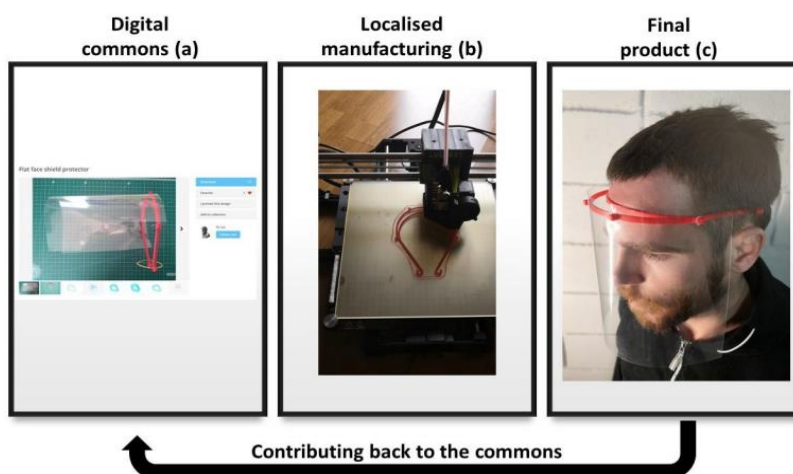 Digital
commons (a)
Localised
manufacturing (b)
Final
product (c)
Flat face shield protector
Contributing back to the commons